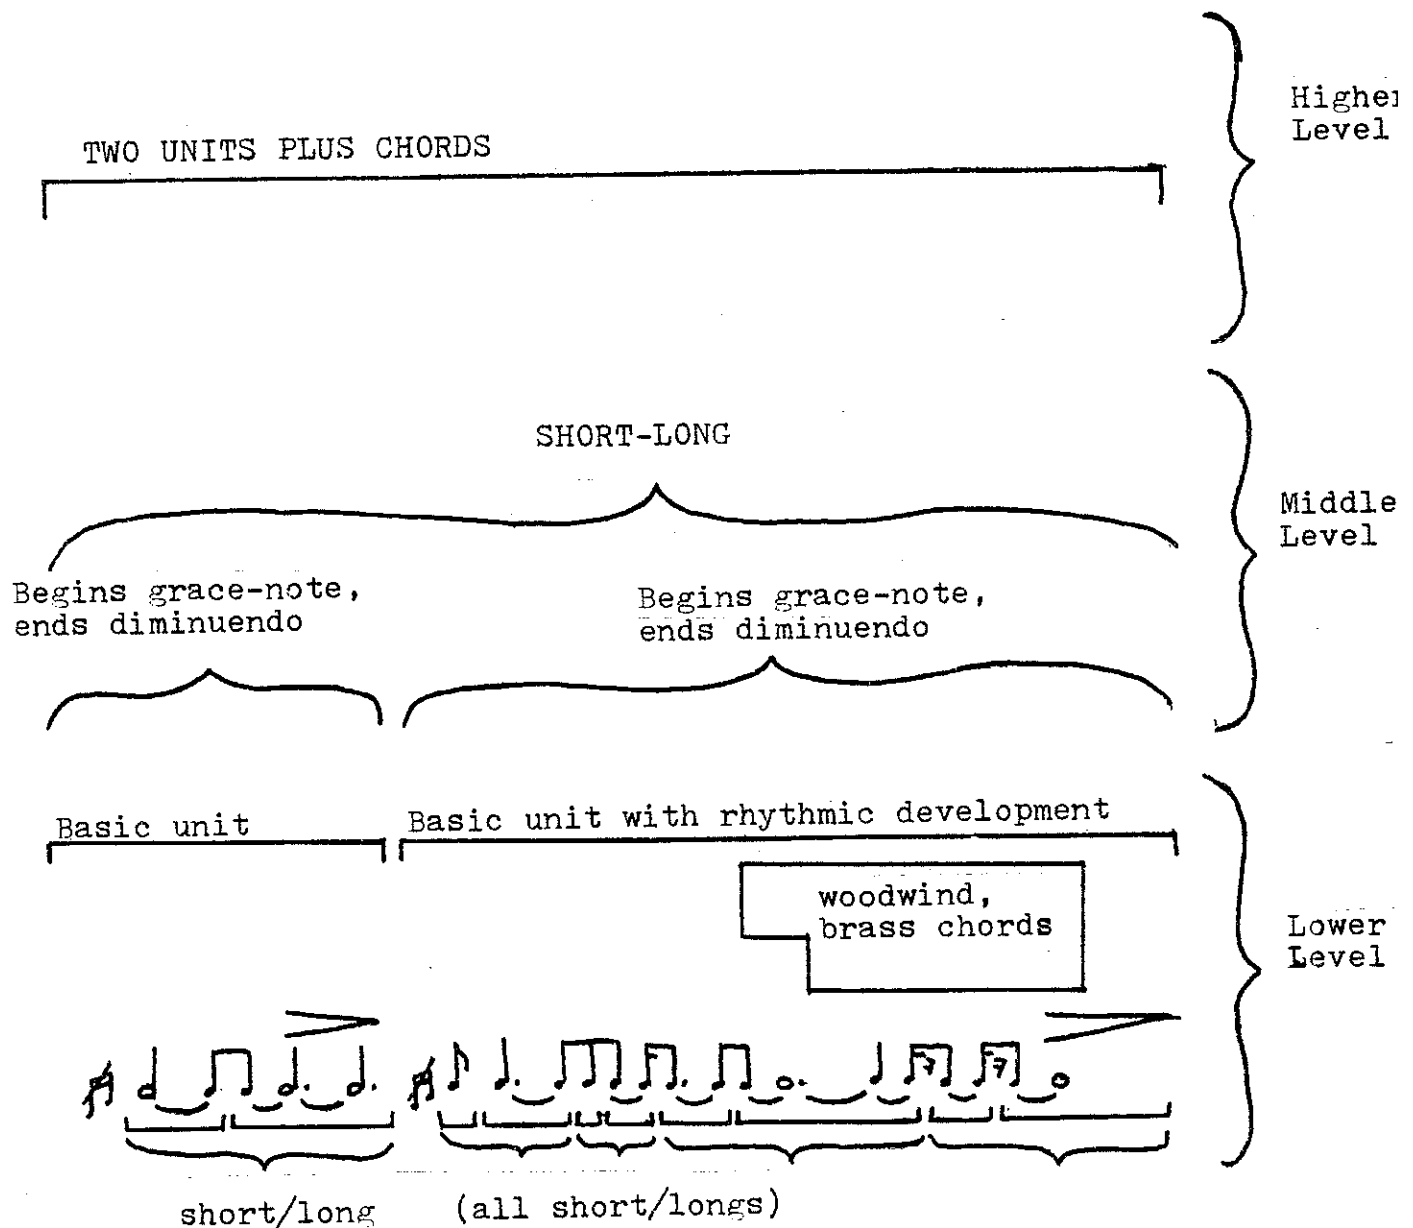 Higher
Level
TWO UNITS PLUS CHORDS
SHORT-LONG
Middle
Level
Begins grace-note,
ends diminuendo
Begins grace-note,
ends diminuendo
Basic unit
Basic unit with rhythmic development
woodwind,
brass chords
Lower
Level
short/long
(all short/longs)